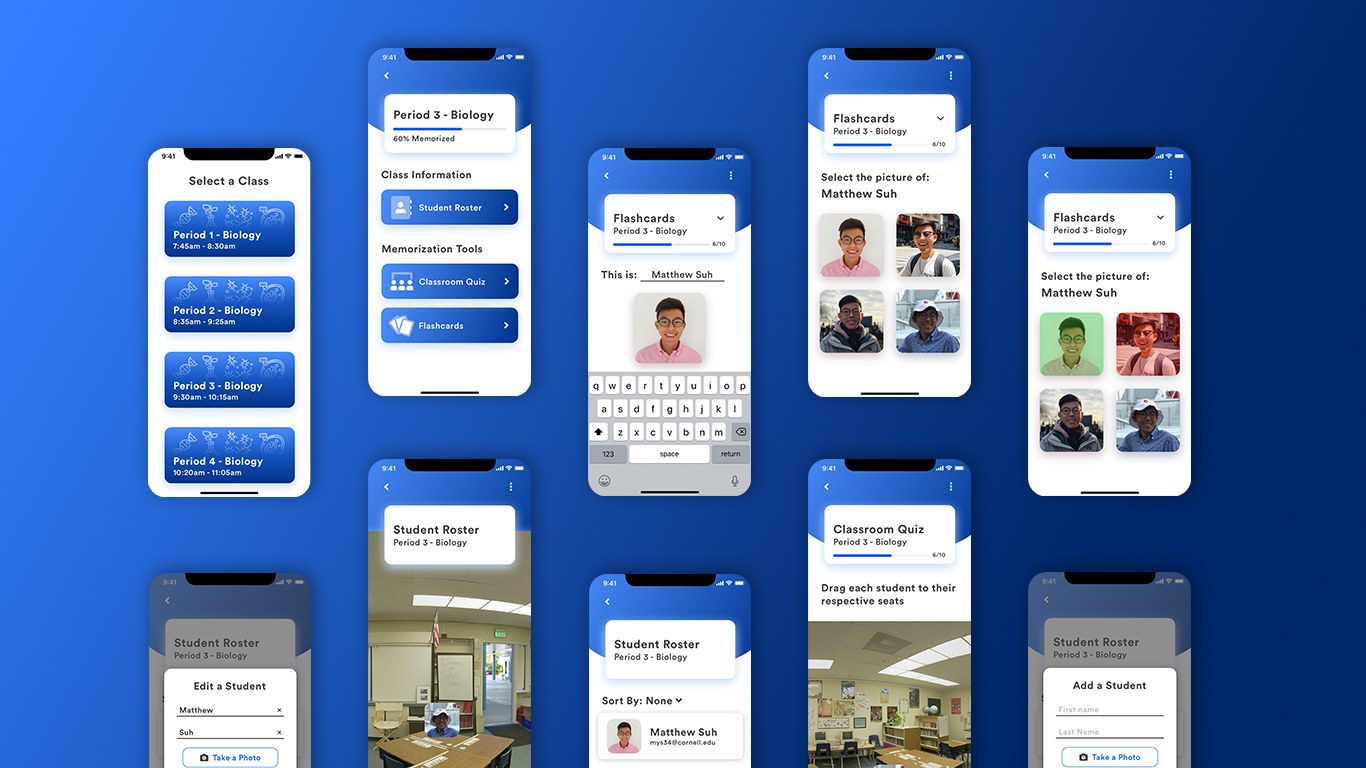 9:41
Select a Class
Period 1 - Biology
7:45am - 8:30am
Period 2 - Biology
8:35am - 9:25am
Period 3 - Biology
9:30am - 10:15am
Period 4 - Biology
10:20am - 11:05am
9:41
Period 3 - Biology
60% Memorized
Class Information
Student Roster
Memorization Tools
Classroom Quiz
Flashcards
9:41
Flashcards
Period 3 - Biology
6/10
This is: Matthew Suh
q w e r t y u i o p
a s d f g h j k l
z x c v b n m
123 space return
9:41
Flashcards
Period 3 - Biology
6/10
Select the picture of:
Matthew Suh
9:41
Flashcards
Period 3 - Biology
6/10
Select the picture of:
Matthew Suh
9:41
Student Roster
Period 3 - Biology
Edit a Student
Matthew ×
Suh ×
Take a Photo
9:41
Student Roster
Period 3 - Biology
9:41
Student Roster
Period 3 - Biology
Sort By: None
Matthew Suh
mys34@cornell.edu
9:41
Classroom Quiz
Period 3 - Biology
6/10
Drag each student to their
respective seats
9:41
Student Roster
Period 3 - Biology
Add a Student
First name
Last Name
Take a Photo